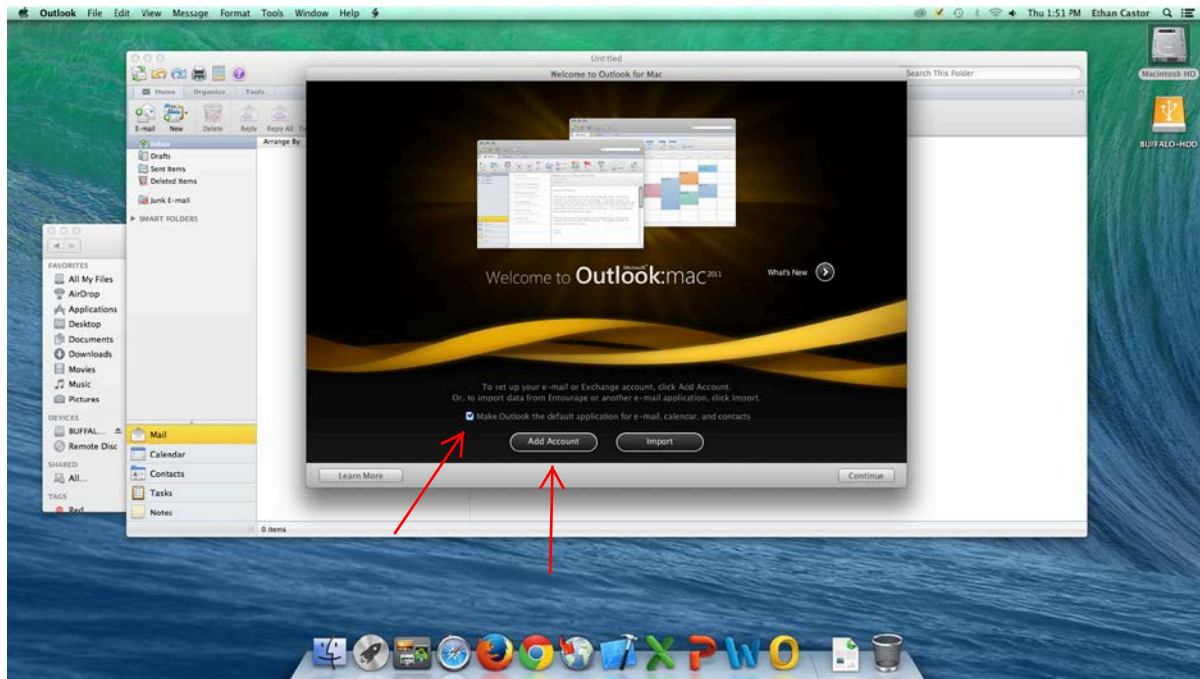 Outlook File Edit View Message Format Tools Window Help
Thu 1:51 PM Ethan Castor
Untitled
Welcome to Outlook for Mac
Search This Folder
Macintosh HD
BUFFALO-HDD
Home Organize Tools
E-mail New Delete Reply Reply All
Inbox
Arrange By:
Drafts
Sent Items
Deleted Items
Junk E-mail
SMART FOLDERS
FAVORITES
All My Files
AirDrop
Applications
Desktop
Documents
Downloads
Movies
Music
Pictures
DEVICES
BUFFAL...
Remote Disc
SHARED
All...
TAGS
Red
Mail
Calendar
Contacts
Tasks
Notes
0 items
Welcome to Microsoft Outlook:mac 2011
What's New
To set up your e-mail or Exchange account, click Add Account.
Or, to import data from Entourage or another e-mail application, click Import.
Make Outlook the default application for e-mail, calendar, and contacts
Add Account Import
Learn More Continue